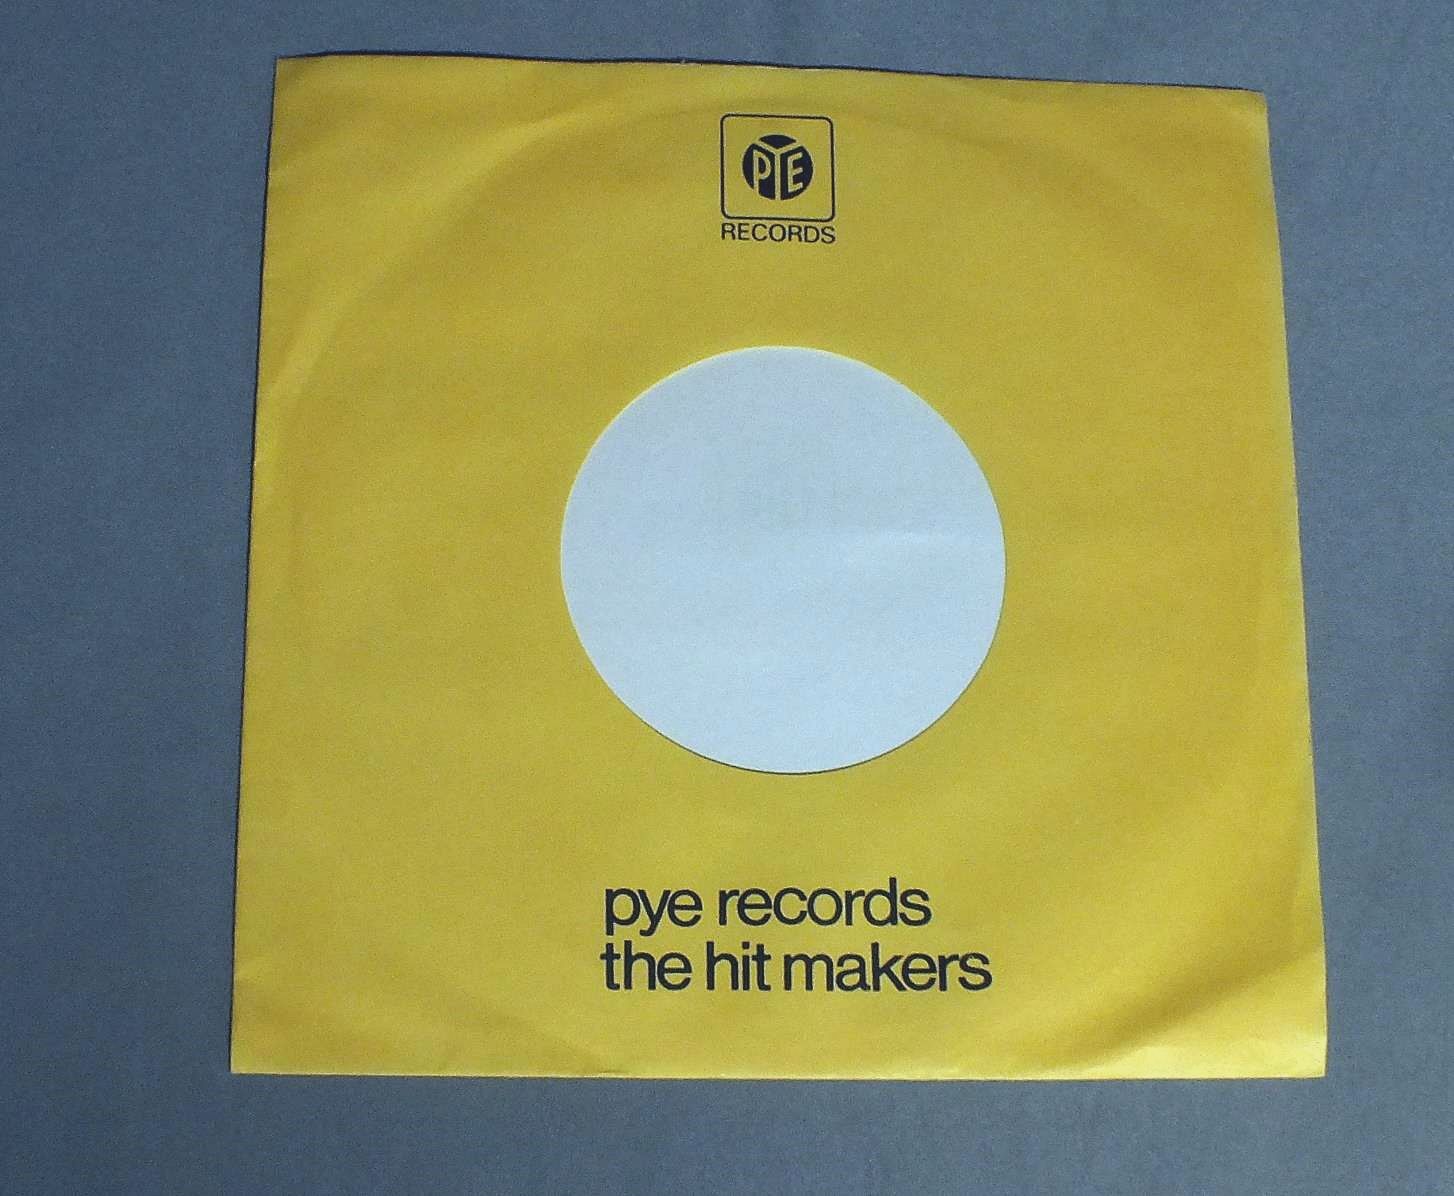 PYE
RECORDS
pye records
the hit makers